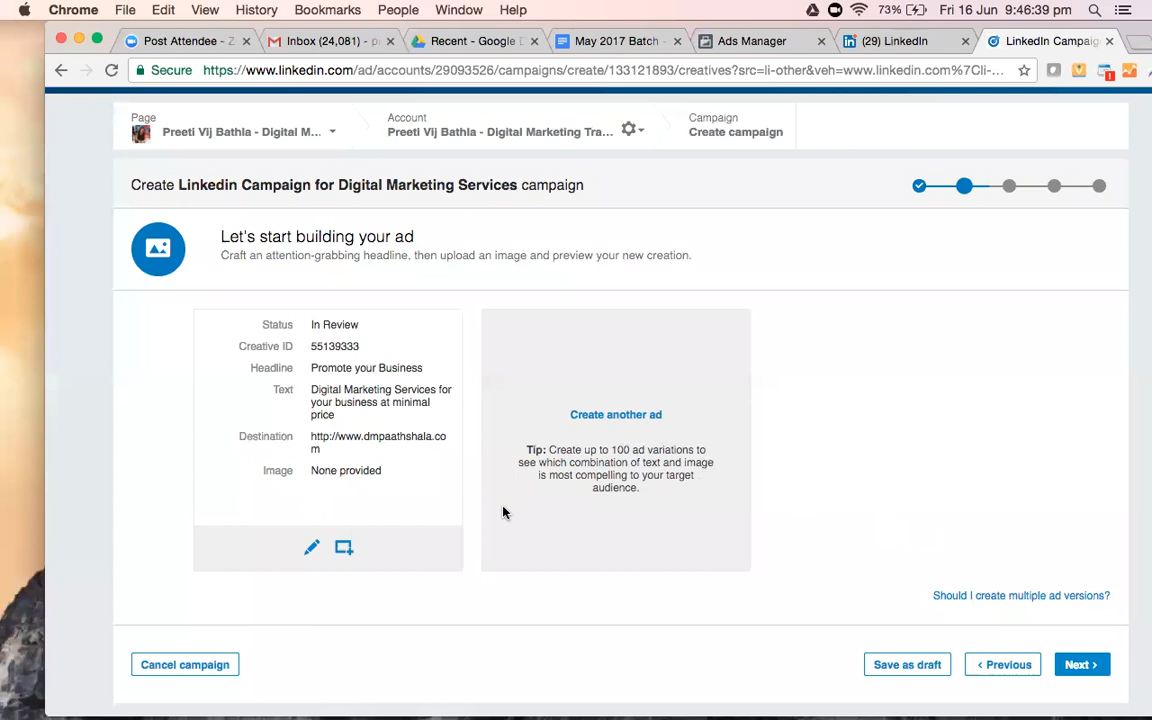 Chrome File Edit View History Bookmarks People Window Help 73% Fri 16 Jun 9:46:39 pm
Post Attendee - Z Inbox (24,081) - p Recent - Google D May 2017 Batch Ads Manager (29) LinkedIn LinkedIn Campaig
Secure https://www.linkedin.com/ad/accounts/29093526/campaigns/create/133121893/creatives?src=li-other&veh=www.linkedin.com%7Cli-...
Page Account Campaign
Preeti Vij Bathla - Digital M... Preeti Vij Bathla - Digital Marketing Tra... Create campaign
Create Linkedin Campaign for Digital Marketing Services campaign
Let's start building your ad
Craft an attention-grabbing headline, then upload an image and preview your new creation.
Status In Review
Creative ID 55139333
Headline Promote your Business
Text Digital Marketing Services for
your business at minimal
price
Destination http://www.dmpaathshala.co
m
Image None provided
Create another ad
Tip: Create up to 100 ad variations to
see which combination of text and image
is most compelling to your target
audience.
Should I create multiple ad versions?
Cancel campaign Save as draft < Previous Next >